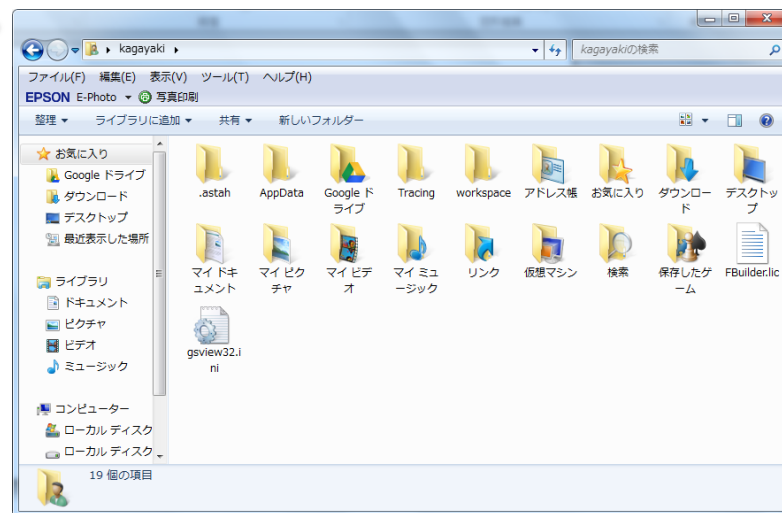 kagayaki
kagayakiの検索
ファイル(F) 編集(E) 表示(V) ツール(T) ヘルプ(H)
EPSON E-Photo 写真印刷
整理 ライブラリに追加 共有 新しいフォルダー
お気に入り
Google ドライブ
ダウンロード
デスクトップ
最近表示した場所
ライブラリ
ドキュメント
ピクチャ
ビデオ
ミュージック
コンピューター
ローカル ディスク
ローカル ディスク
.astah
AppData
Google ド
ライブ
Tracing
workspace
アドレス帳
お気に入り
ダウンロー
ド
デスクトッ
プ
マイ ドキ
ュメント
マイ ピク
チャ
マイ ビデ
オ
マイ ミュ
ージック
リンク
仮想マシン
検索
保存したゲ
ーム
FBuilder.lic
gsview32.i
ni
19 個の項目